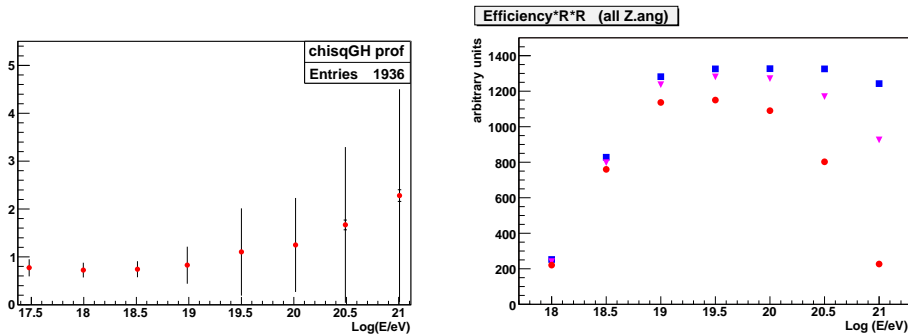 chisqGH prof
Entries 1936
5
4
3
2
1
0
17.5 18 18.5 19 19.5 20 20.5 21
Log(E/eV)
Efficiency*R*R (all Z.ang)
arbitrary units
1400
1200
1000
800
600
400
200
0
18 18.5 19 19.5 20 20.5 21
Log (E/eV)